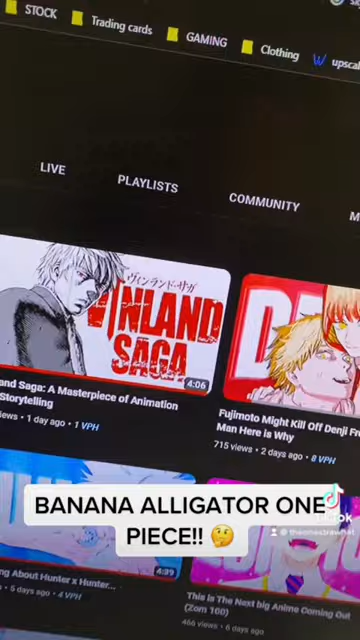 STOCK
Trading cards
GAMING
Clothing
upscal
LIVE
PLAYLISTS
COMMUNITY
M
ヴィンランド・サガ
VINLAND
SAGA
4:06
and Saga: A Masterpiece of Animation
Storytelling
iews • 1 day ago • 1 VPH
Fujimoto Might Kill Off Denji Fr
Man Here is Why
715 views • 2 days ago • 8 VPH
BANANA ALLIGATOR ONE
PIECE!! 🤔
4:39
ng About Hunter x Hunter...
s • 5 days ago • 4 VPH
This Is The Next big Anime Coming Out
(Zom 100)
466 views • 6 days